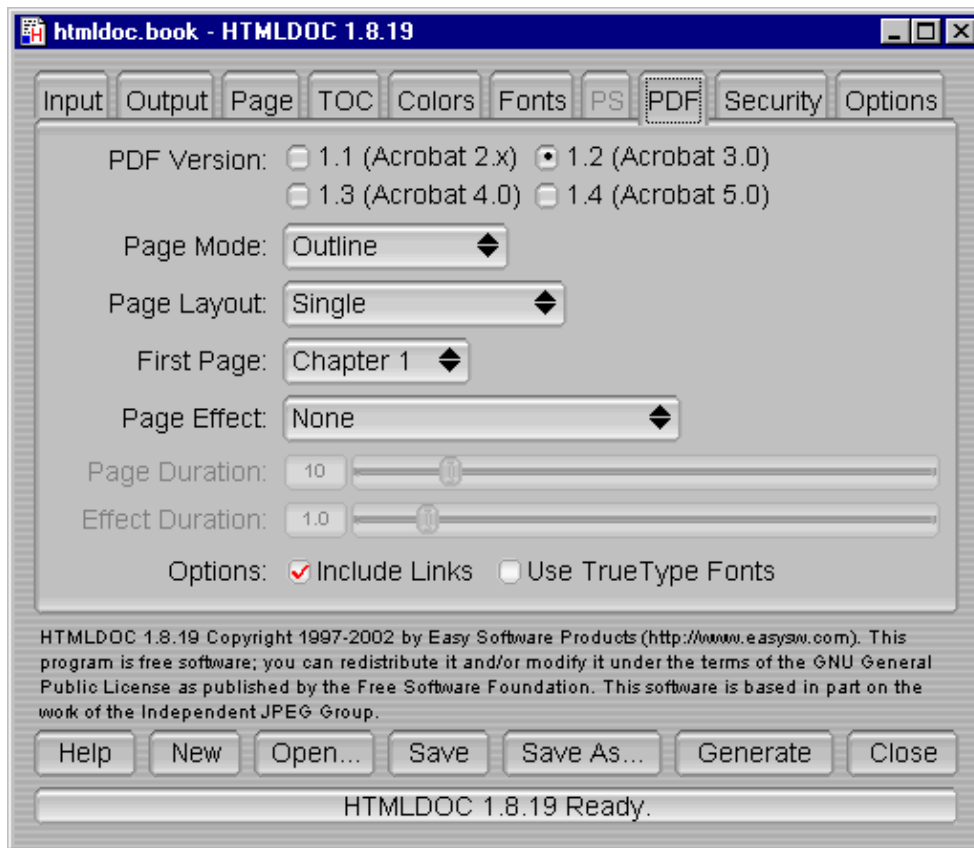 htmldoc.book - HTMLDOC 1.8.19
Input Output Page TOC Colors Fonts PS PDF Security Options
PDF Version: 1.1 (Acrobat 2.x) 1.2 (Acrobat 3.0)
1.3 (Acrobat 4.0) 1.4 (Acrobat 5.0)
Page Mode: Outline
Page Layout: Single
First Page: Chapter 1
Page Effect: None
Page Duration: 10
Effect Duration: 1.0
Options: Include Links Use TrueType Fonts
HTMLDOC 1.8.19 Copyright 1997-2002 by Easy Software Products (http://www.easysw.com). This
program is free software; you can redistribute it and/or modify it under the terms of the GNU General
Public License as published by the Free Software Foundation. This software is based in part on the
work of the Independent JPEG Group.
Help New Open... Save Save As... Generate Close
HTMLDOC 1.8.19 Ready.